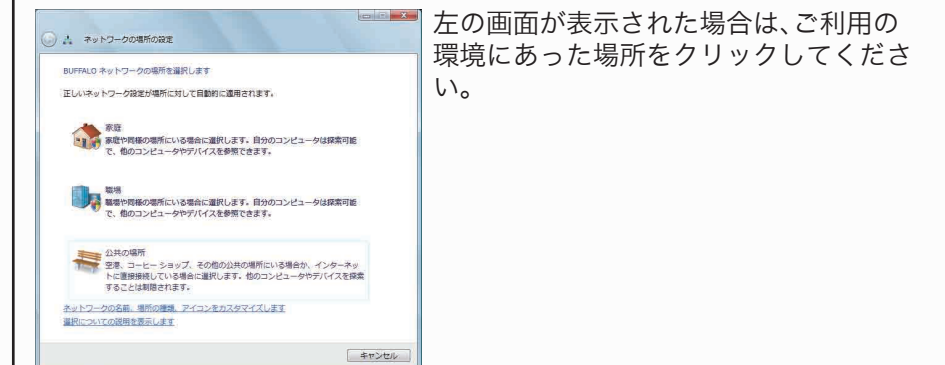 ネットワークの場所の設定
BUFFALO ネットワークの場所を選択します
正しいネットワーク設定が場所に対して自動的に適用されます。
家庭
家庭や同様の場所にいる場合に選択します。自分のコンピュータは探索可能
で、他のコンピュータやデバイスを参照できます。
職場
職場や同様の場所にいる場合に選択します。自分のコンピュータは探索可能
で、他のコンピュータやデバイスを参照できます。
公共の場所
空港、コーヒー ショップ、その他の公共の場所にいる場合か、インターネッ
トに直接接続している場合に選択します。他のコンピュータやデバイスを探索
することは制限されます。
ネットワークの名前、場所の種類、アイコンをカスタマイズします
選択についての説明を表示します
キャンセル
左の画面が表示された場合は、ご利用の
環境にあった場所をクリックしてくださ
い。